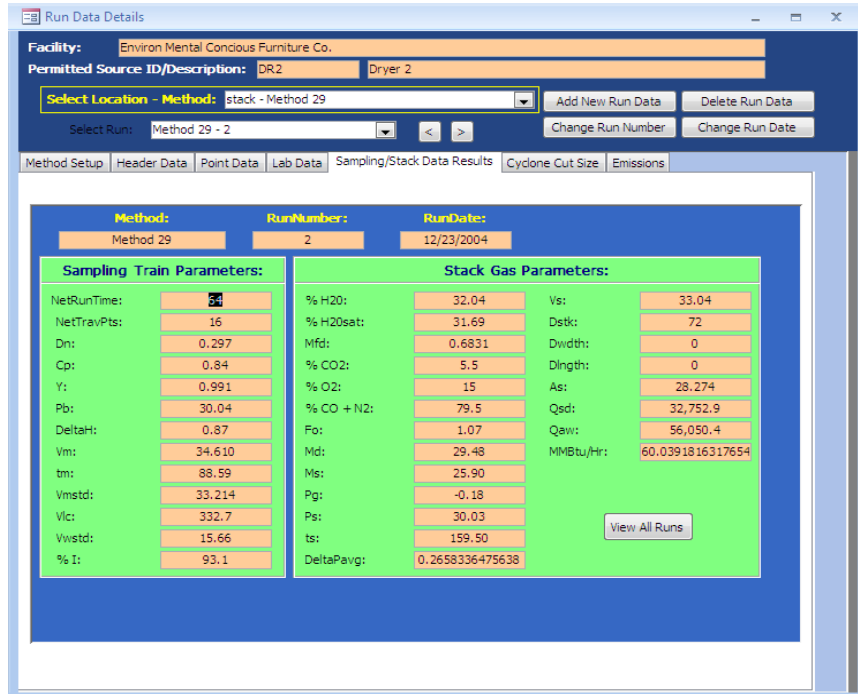 Run Data Details
Facility: Environ Mental Concious Furniture Co.
Permitted Source ID/Description: DR2 Dryer 2
Select Location - Method: stack - Method 29 Add New Run Data Delete Run Data
Select Run: Method 29 - 2 < > Change Run Number Change Run Date
Method Setup Header Data Point Data Lab Data Sampling/Stack Data Results Cyclone Cut Size Emissions
Method: RunNumber: RunDate:
Method 29 2 12/23/2004
Sampling Train Parameters: Stack Gas Parameters:
NetRunTime: 64 % H20: 32.04 Vs: 33.04
NetTravPts: 16 % H20sat: 31.69 Dstk: 72
Dn: 0.297 Mfd: 0.6831 Dwdth: 0
Cp: 0.84 % CO2: 5.5 Dlngth: 0
Y: 0.991 % O2: 15 As: 28.274
Pb: 30.04 % CO + N2: 79.5 Qsd: 32,752.9
DeltaH: 0.87 Fo: 1.07 Qaw: 56,050.4
Vm: 34.610 Md: 29.48 MMBtu/Hr: 60.0391816317654
tm: 88.59 Ms: 25.90
Vmstd: 33.214 Pg: -0.18
Vlc: 332.7 Ps: 30.03 View All Runs
Vwstd: 15.66 ts: 159.50
% I: 93.1 DeltaPavg: 0.2658336475638